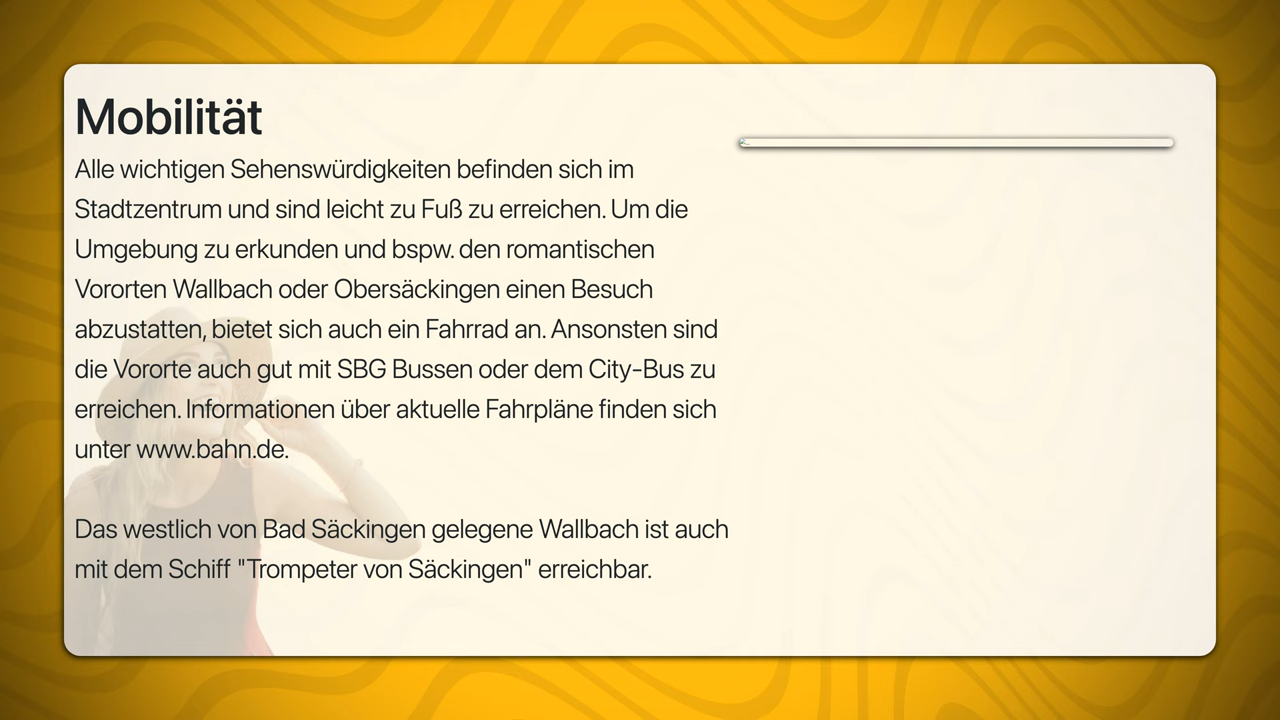 Mobilität
Alle wichtigen Sehenswürdigkeiten befinden sich im
Stadtzentrum und sind leicht zu Fuß zu erreichen. Um die
Umgebung zu erkunden und bspw. den romantischen
Vororten Wallbach oder Obersäckingen einen Besuch
abzustatten, bietet sich auch ein Fahrrad an. Ansonsten sind
die Vororte auch gut mit SBG Bussen oder dem City-Bus zu
erreichen. Informationen über aktuelle Fahrpläne finden sich
unter www.bahn.de.
Das westlich von Bad Säckingen gelegene Wallbach ist auch
mit dem Schiff "Trompeter von Säckingen" erreichbar.